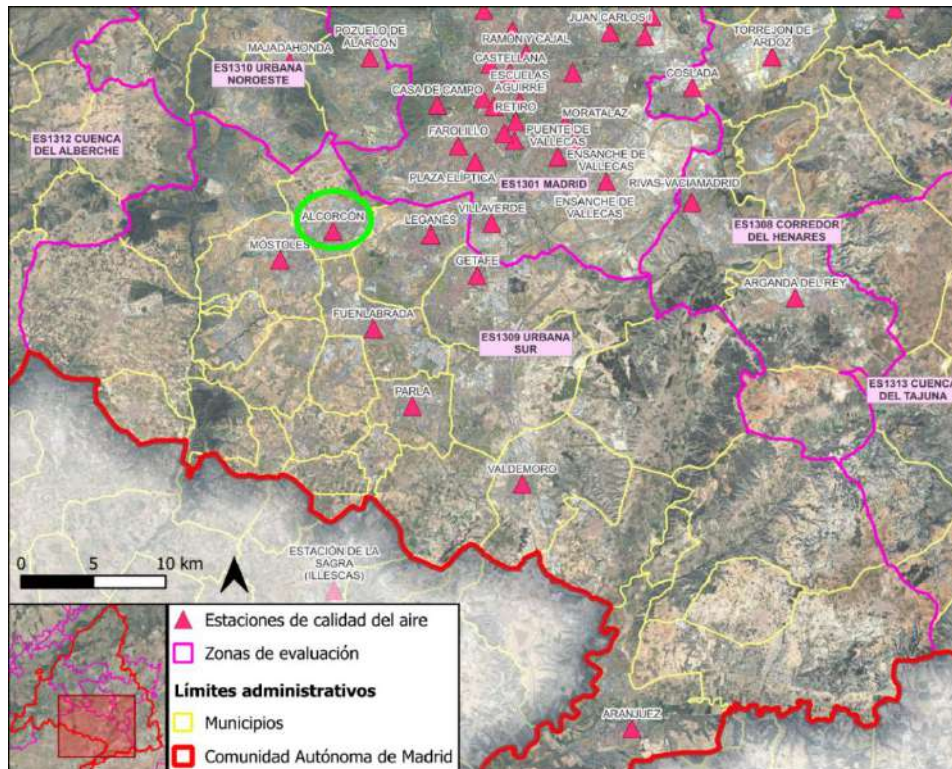 JUAN CARLOS I
POZUELO DE
ALARCÓN
RAMÓN Y CAJAL
TORREJÓN DE
ARDOZ
MAJADAHONDA
ES1310 URBANA
NOROESTE
CASTELLANA
COSLADA
ESCUELAS
AGUIRRE
CASA DE CAMPO
RETIRO
MORATALAZ
ES1312 CUENCA
DEL ALBERCHE
FAROLILLO
PUENTE DE
VALLECAS
ENSANCHE DE
VALLECAS
PLAZA ELÍPTICA
ES1301 MADRID
RIVAS-VACIAMADRID
ENSANCHE DE
VALLECAS
VILLAVERDE
ALCORCÓN
LEGANÉS
ES1308 CORREDOR
DEL HENARES
MÓSTOLES
GETAFE
ARGANDA DEL REY
FUENLABRADA
ES1309 URBANA
SUR
PARLA
ES1313 CUENCA
DEL TAJUNA
VALDEMORO
ESTACIÓN DE LA
SAGRA
(ILLESCAS)
0 5 10 km
ARANJUEZ
Estaciones de calidad del aire
Zonas de evaluación
Límites administrativos
Municipios
Comunidad Autónoma de Madrid